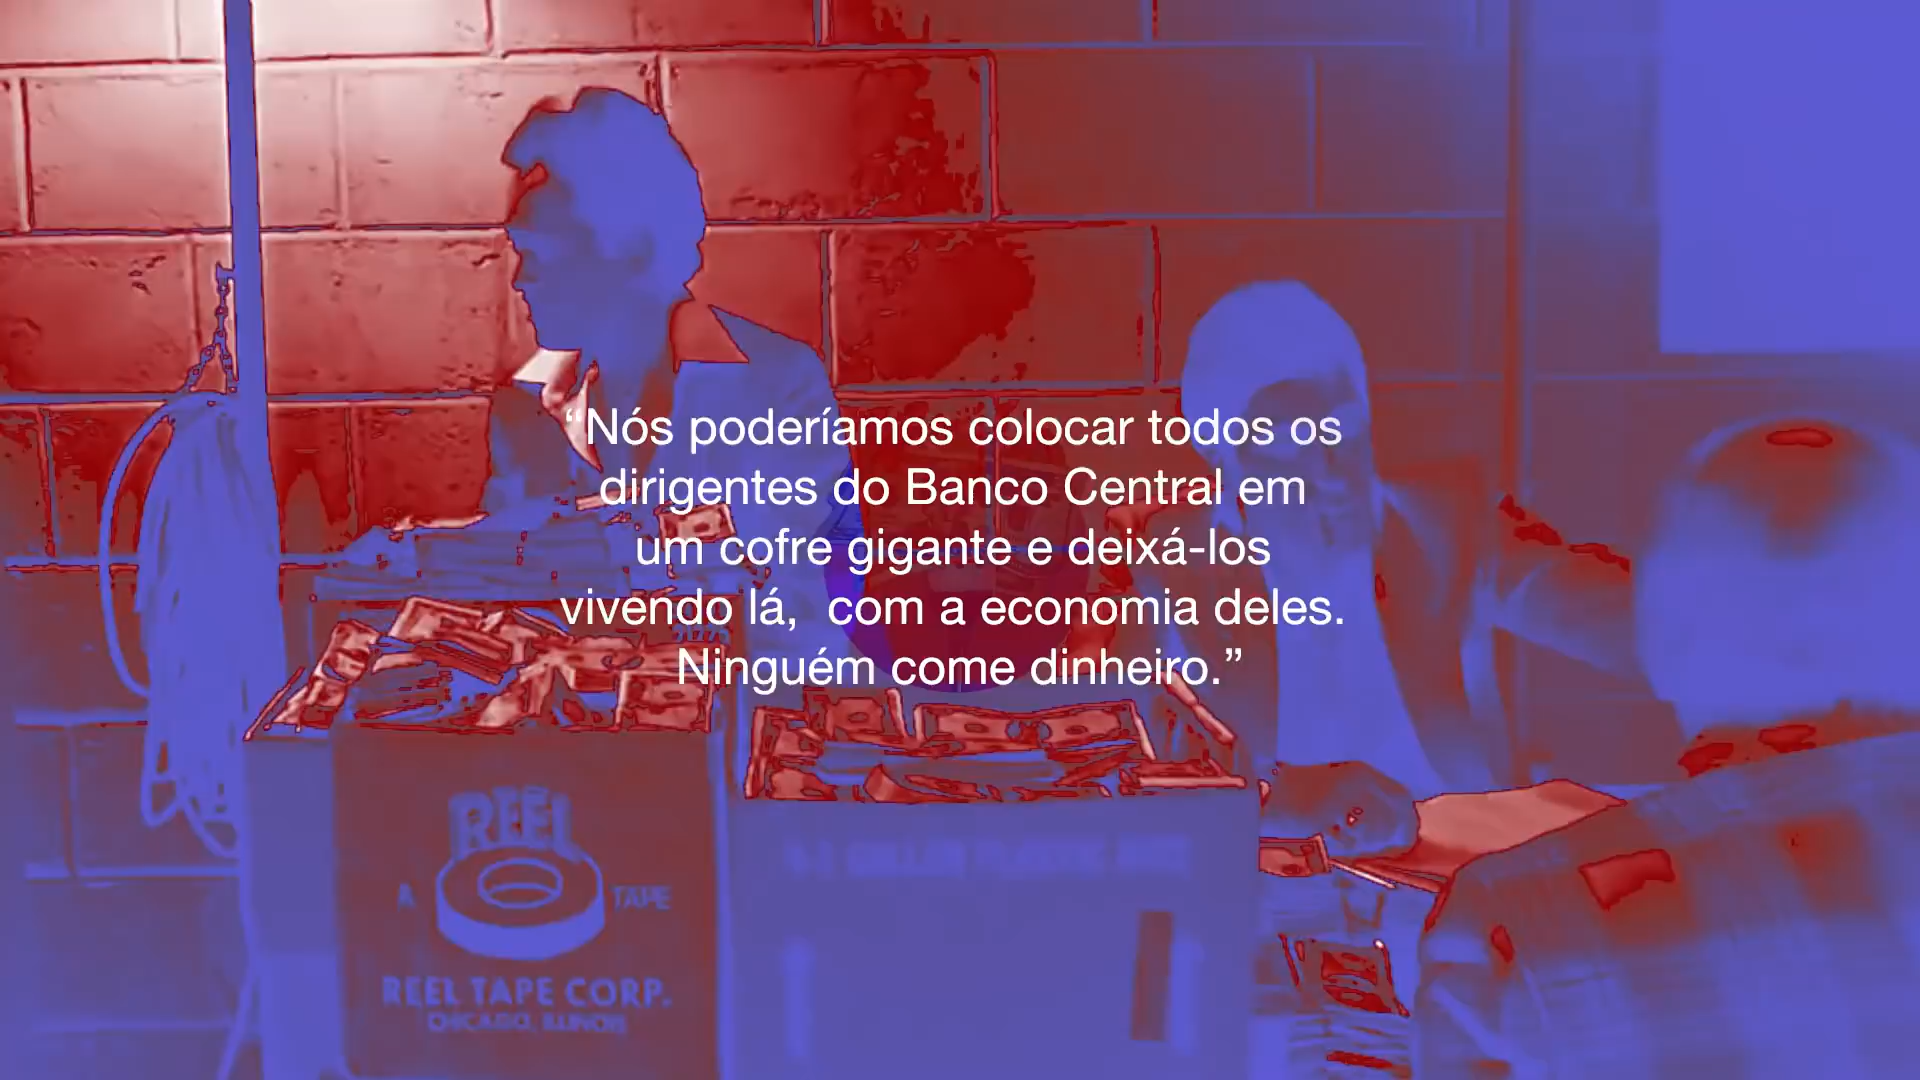 “Nós poderíamos colocar todos os
dirigentes do Banco Central em
um cofre gigante e deixá-los
vivendo lá,  com a economia deles.
Ninguém come dinheiro.”
REEL
A TAPE
REEL TAPE CORP.
CHICAGO, ILLINOIS